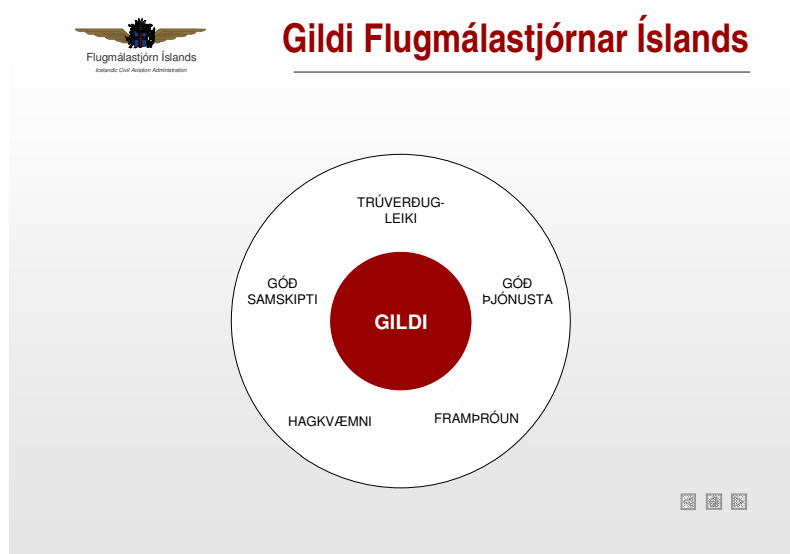 Flugmálastjórn Íslands
Icelandic Civil Aviation Administration
Gildi Flugmálastjórnar Íslands
TRÚVERÐUG-
LEIKI
GÓÐ
SAMSKIPTI
GÓÐ
ÞJÓNUSTA
GILDI
HAGKVÆMNI
FRAMÞRÓUN